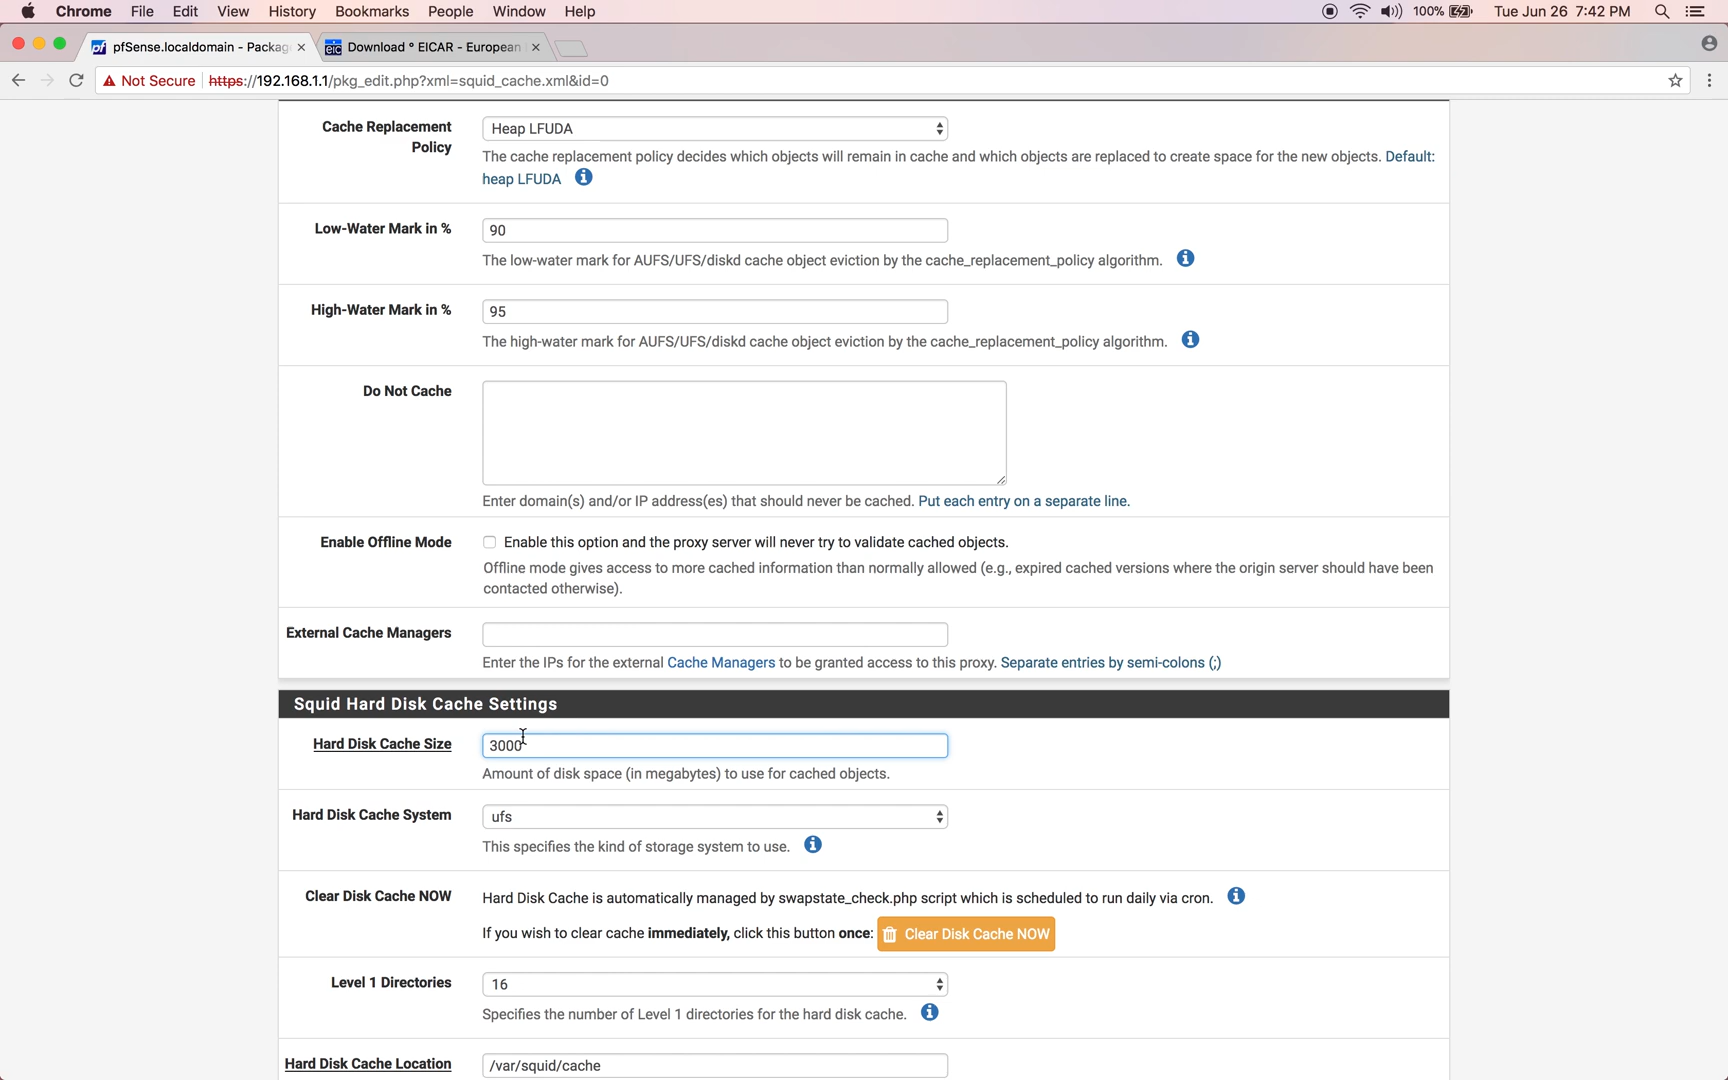 Chrome File Edit View History Bookmarks People Window Help 100% Tue Jun 26 7:42 PM
pfSense.localdomain - Packag Download ° EICAR - European
Not Secure https://192.168.1.1/pkg_edit.php?xml=squid_cache.xml&id=0
Cache Replacement Policy
Heap LFUDA
The cache replacement policy decides which objects will remain in cache and which objects are replaced to create space for the new objects. Default:
heap LFUDA
Low-Water Mark in %
90
The low-water mark for AUFS/UFS/diskd cache object eviction by the cache_replacement_policy algorithm.
High-Water Mark in %
95
The high-water mark for AUFS/UFS/diskd cache object eviction by the cache_replacement_policy algorithm.
Do Not Cache
Enter domain(s) and/or IP address(es) that should never be cached. Put each entry on a separate line.
Enable Offline Mode
Enable this option and the proxy server will never try to validate cached objects.
Offline mode gives access to more cached information than normally allowed (e.g., expired cached versions where the origin server should have been
contacted otherwise).
External Cache Managers
Enter the IPs for the external Cache Managers to be granted access to this proxy. Separate entries by semi-colons (;)
Squid Hard Disk Cache Settings
Hard Disk Cache Size
3000
Amount of disk space (in megabytes) to use for cached objects.
Hard Disk Cache System
ufs
This specifies the kind of storage system to use.
Clear Disk Cache NOW
Hard Disk Cache is automatically managed by swapstate_check.php script which is scheduled to run daily via cron.
If you wish to clear cache immediately, click this button once: Clear Disk Cache NOW
Level 1 Directories
16
Specifies the number of Level 1 directories for the hard disk cache.
Hard Disk Cache Location
/var/squid/cache